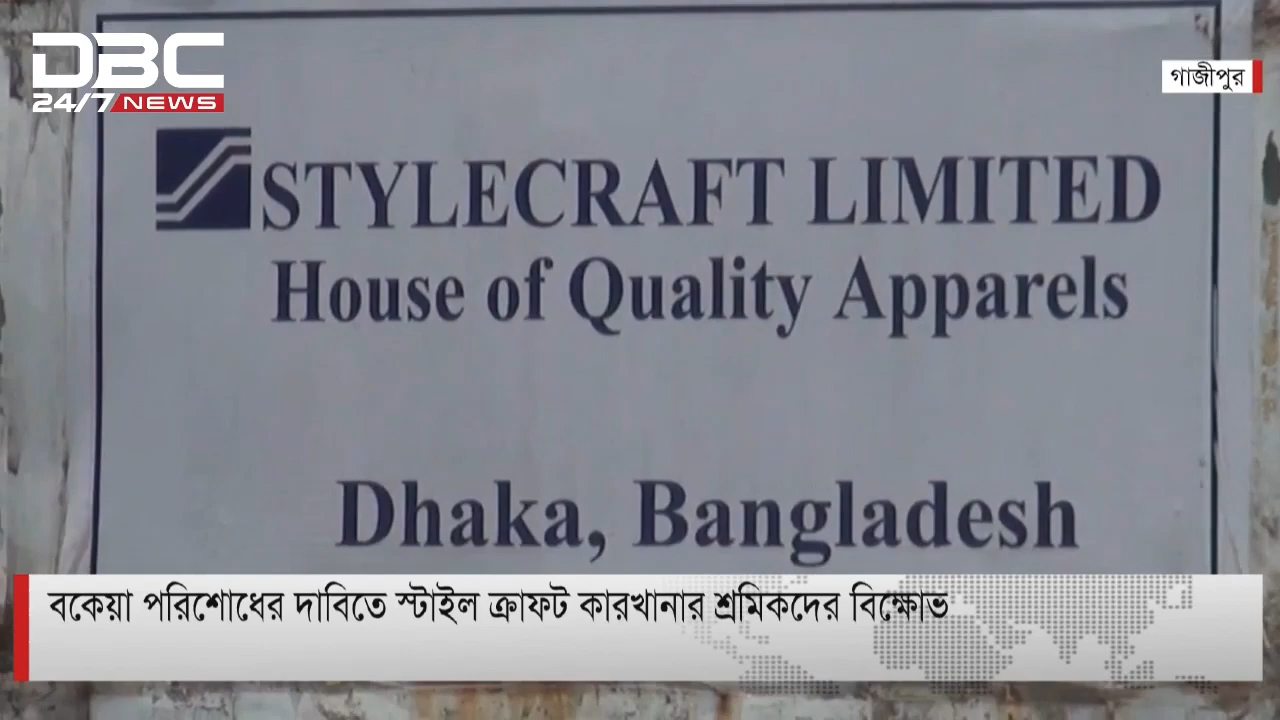 DBC
24/7 NEWS
গাজীপুর
STYLECRAFT LIMITED
House of Quality Apparels
Dhaka, Bangladesh
বকেয়া পরিশোধের দাবিতে স্টাইল ক্রাফট কারখানার শ্রমিকদের বিক্ষোভ